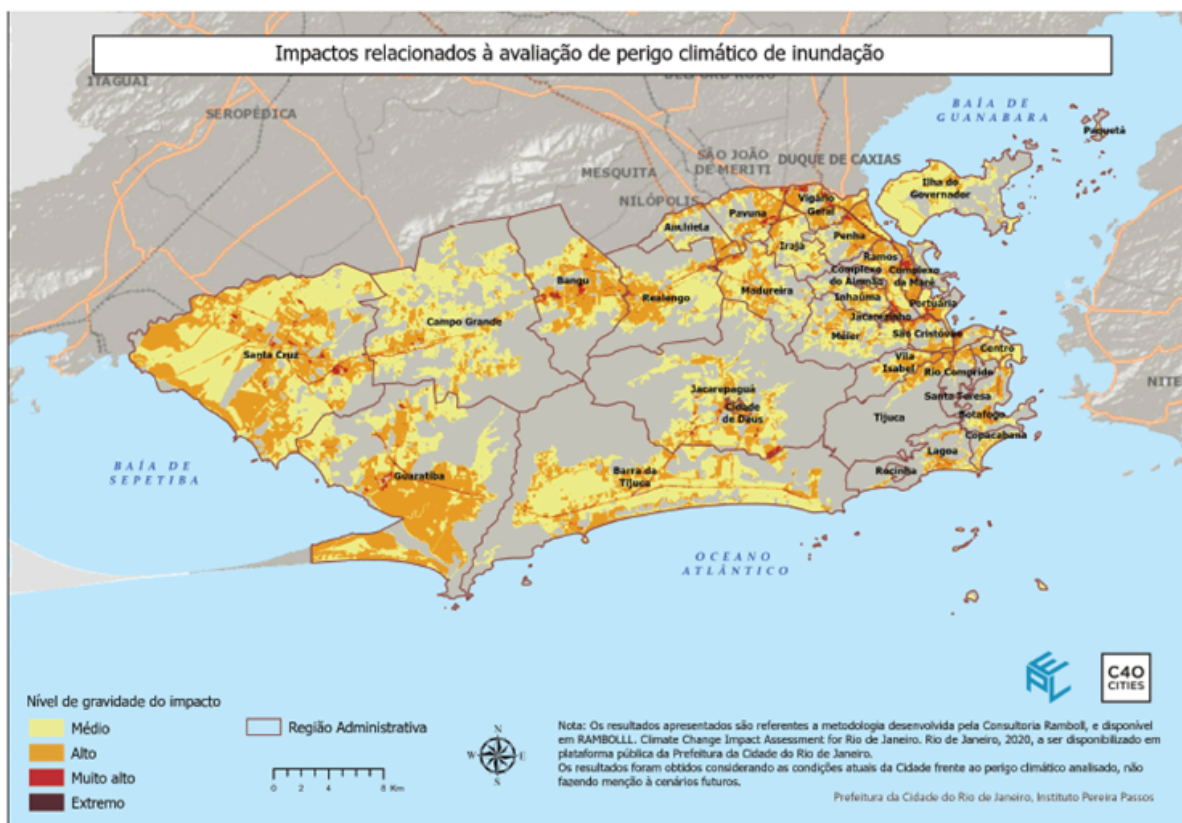 Impactos relacionados à avaliação de perigo climático de inundação
ITAGUAÍ
SEROPÉDICA
BAÍA DE
GUANABARA
Paquetá
MESQUITA
SÃO JOÃO
DE MERITI
DUQUE DE CAXIAS
NILÓPOLIS
Ilha do
Governador
Pavuna
Vigário
Geral
Anchieta
Irajá
Penha
Ramos
Complexo
do Alemão
Complexo
da Maré
Bangu
Realengo
Madureira
Inhaúma
Portuária
Jacarezinho
Campo Grande
Méier
São Cristóvão
Santa Cruz
Vila
Isabel
Centro
Rio Comprido
Jacarepaguá
Cidade
de Deus
Santa Teresa
Tijuca
Botafogo
Copacabana
NITE
Lagoa
Rocinha
BAÍA DE
SEPETIBA
Guaratiba
Barra da
Tijuca
OCEANO
ATLÂNTICO
C40
CITIES
Nível de gravidade do impacto
Médio
Alto
Muito alto
Extremo
Região Administrativa
0 2 4 8 Km
N
W E
S
Nota: Os resultados apresentados são referentes a metodologia desenvolvida pela Consultoria Ramboll, e disponível
em RAMBOLLL. Climate Change Impact Assessment for Rio de Janeiro. Rio de Janeiro, 2020, a ser disponibilizado em
plataforma pública da Prefeitura da Cidade do Rio de Janeiro.
Os resultados foram obtidos considerando as condições atuais da Cidade frente ao perigo climático analisado, não
fazendo menção à cenários futuros.
Prefeitura da Cidade do Rio de Janeiro, Instituto Pereira Passos